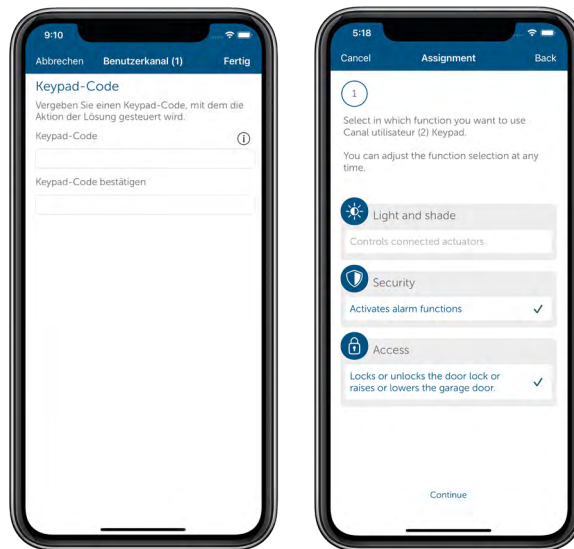 9:10
Abbrechen Benutzerkanal (1) Fertig
Keypad-Code
Vergeben Sie einen Keypad-Code, mit dem die
Aktion der Lösung gesteuert wird.
Keypad-Code
Keypad-Code bestätigen
5:18
Cancel Assignment Back
1
Select in which function you want to use
Canal utilisateur (2) Keypad.
You can adjust the function selection at any
time.
Light and shade
Controls connected actuators
Security
Activates alarm functions
Access
Locks or unlocks the door lock or
raises or lowers the garage door.
Continue